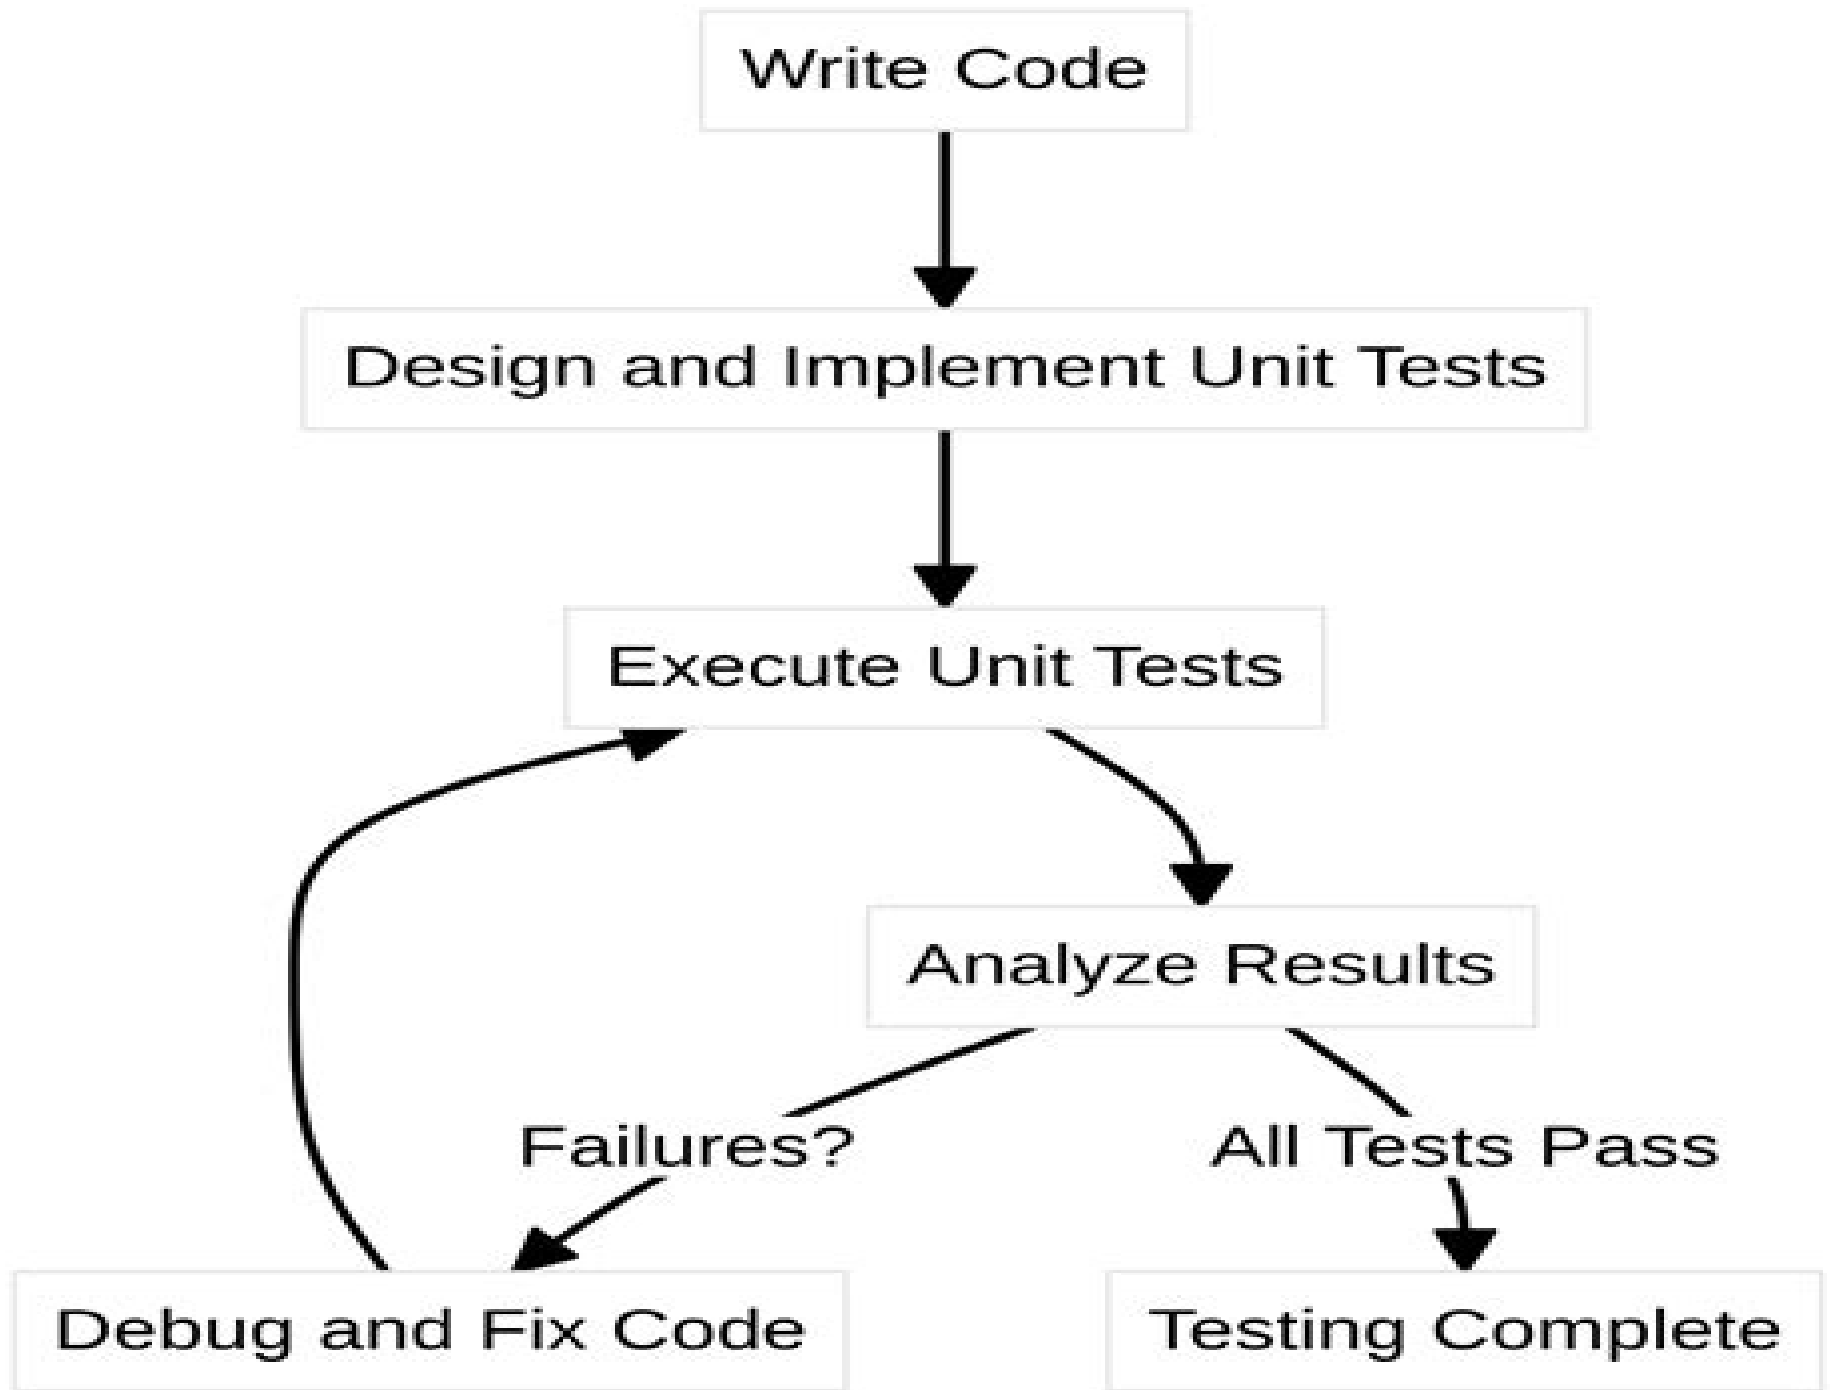 Write Code
Design and Implement Unit Tests
Execute Unit Tests
Analyze Results
Failures?
All Tests Pass
Debug and Fix Code
Testing Complete